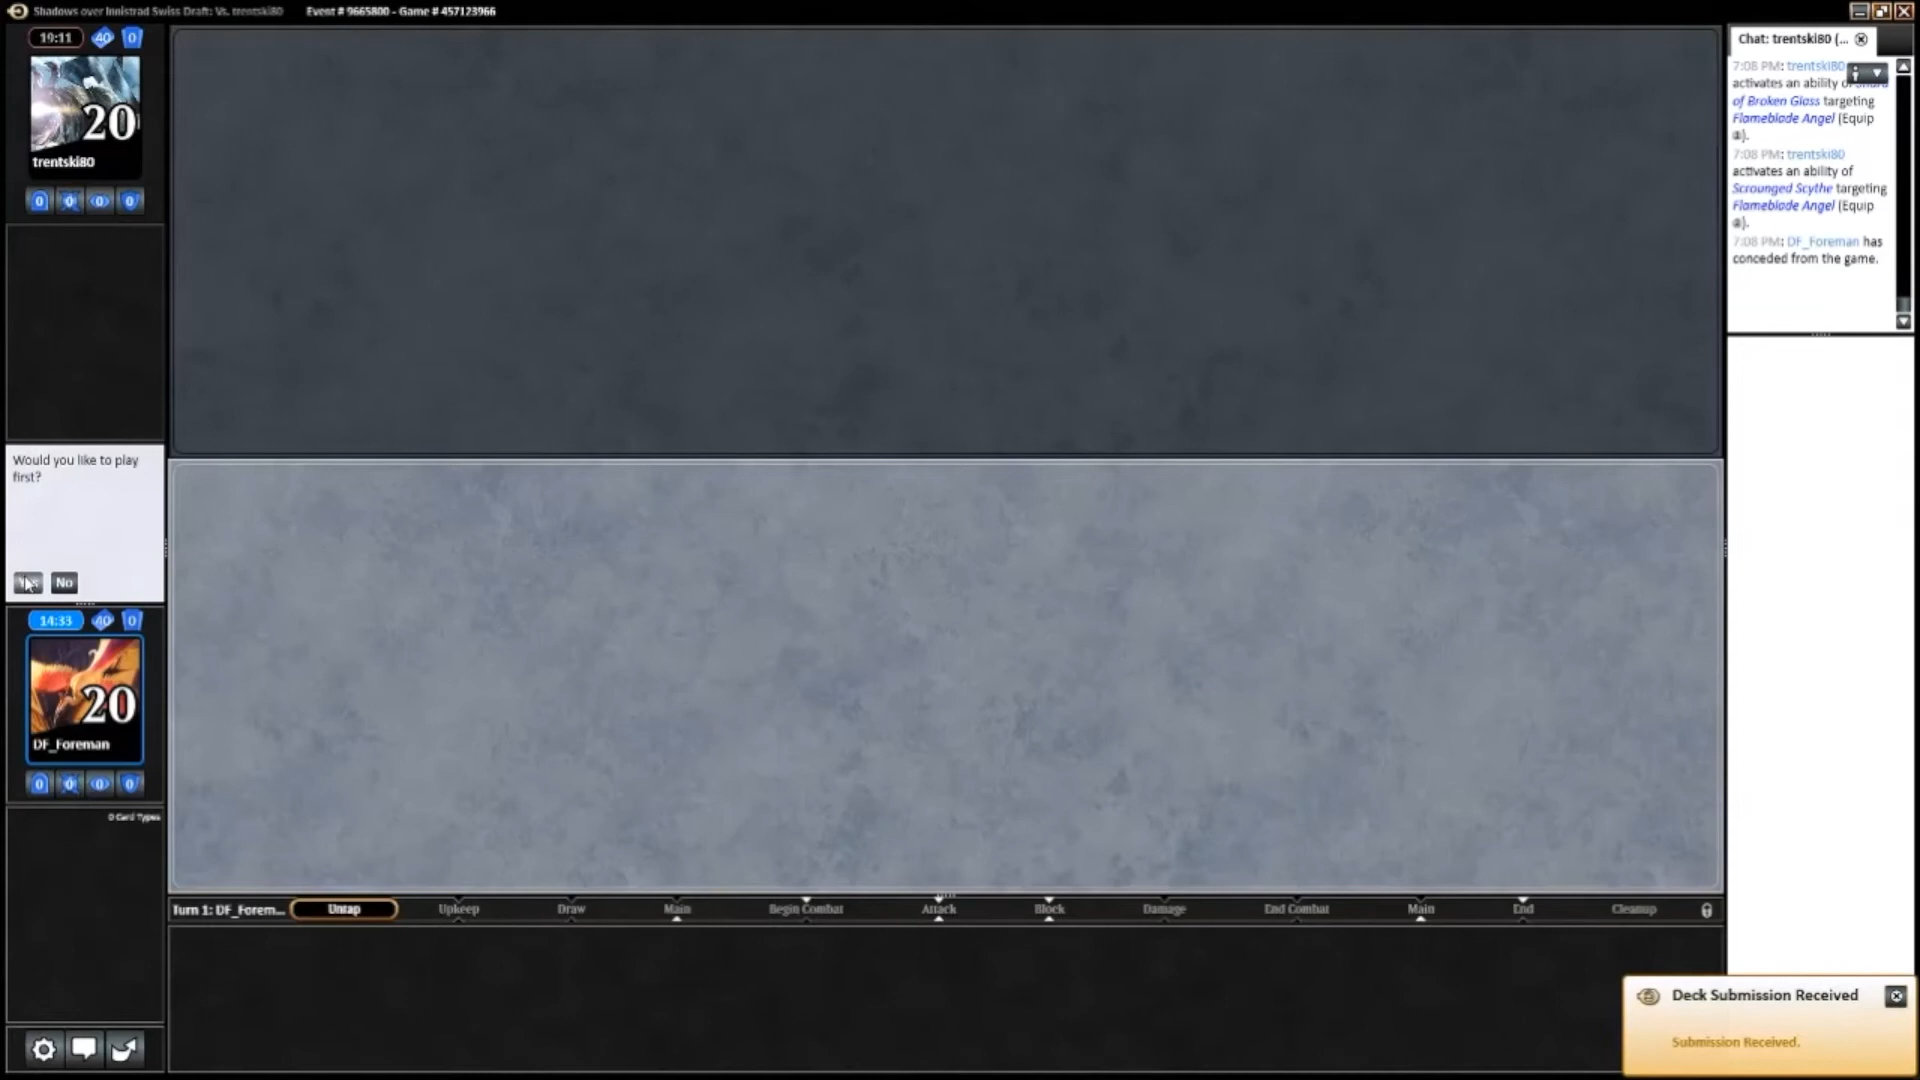 Shadows over Innistrad Swiss Draft: Vs. trentski80 Event # 9665800 - Game # 457123966
19:11 40 0
20
trentski80
0 0 0 0
Would you like to play
first?
No
14:33 40 0
20
DF_Foreman
0 0 0 0
0 Card Types
Turn 1: DF_Forem... Untap Upkeep Draw Main Begin Combat Attack Block Damage End Combat Main End Cleanup
Chat: trentski80 (...
7:08 PM: trentski80
activates an ability of
of Broken Glass targeting
Flameblade Angel (Equip
).
7:08 PM: trentski80
activates an ability of
Scrounged Scythe targeting
Flameblade Angel (Equip
).
7:08 PM: DF_Foreman has
conceded from the game.
Deck Submission Received
Submission Received.